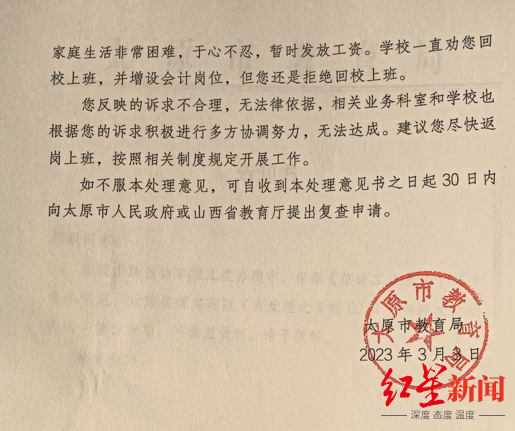 家庭生活非常困难，于心不忍，暂时发放工资。学校一直劝您回
校上班，并增设会计岗位，但您还是拒绝回校上班。
您反映的诉求不合理，无法律依据，相关业务科室和学校也
根据您的诉求积极进行多方协调努力，无法达成。建议您尽快返
岗上班，按照相关制度规定开展工作。
如不服本处理意见，可自收到本处理意见书之日起 30 日内
向太原市人民政府或山西省教育厅提出复查申请。
太原市教育局
太原市教育局
2023 年 3 月 3 日
红星新闻
深度 态度 温度